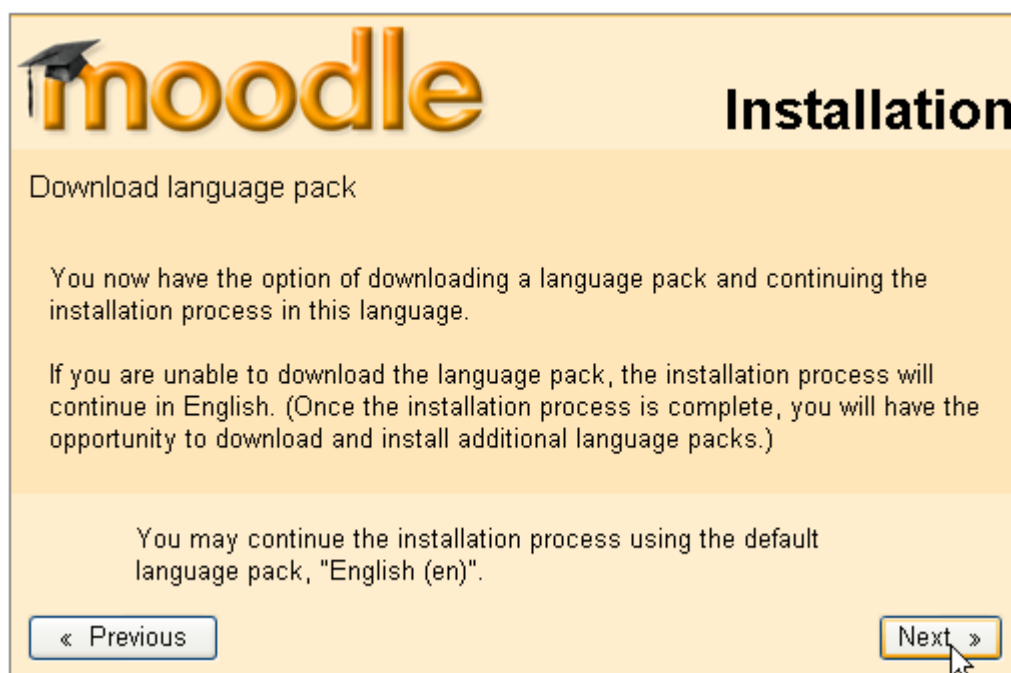 moodle
Installation
Download language pack
You now have the option of downloading a language pack and continuing the
installation process in this language.
If you are unable to download the language pack, the installation process will
continue in English. (Once the installation process is complete, you will have the
opportunity to download and install additional language packs.)
You may continue the installation process using the default
language pack, "English (en)".
« Previous
Next »